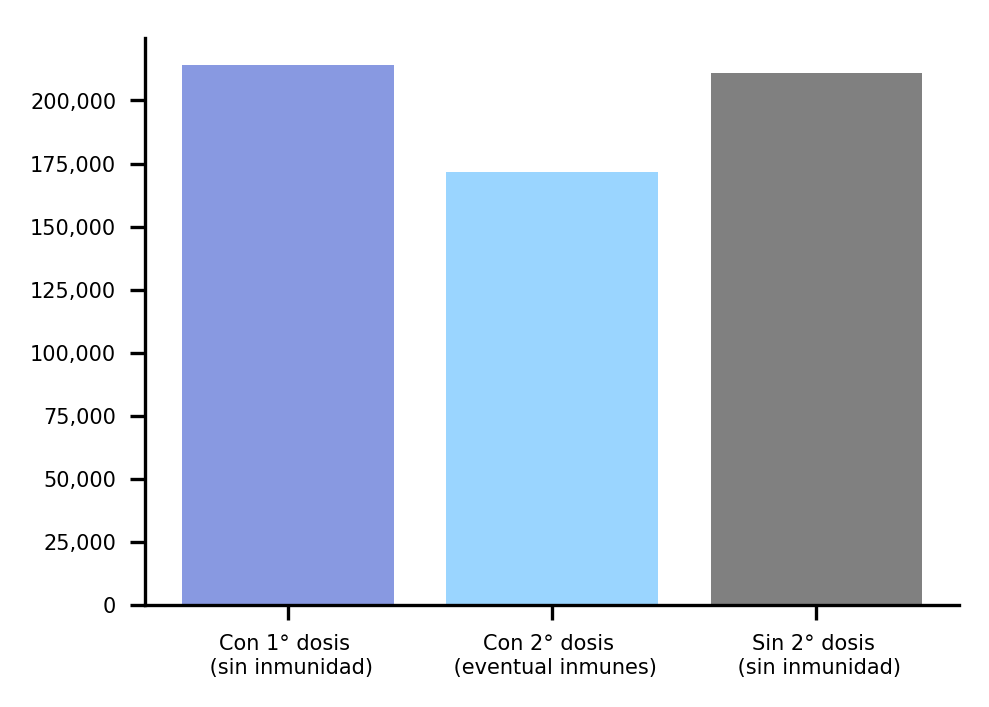 200,000
175,000
150,000
125,000
100,000
75,000
50,000
25,000
0
Con 1° dosis
(sin inmunidad)
Con 2° dosis
(eventual inmunes)
Sin 2° dosis
(sin inmunidad)